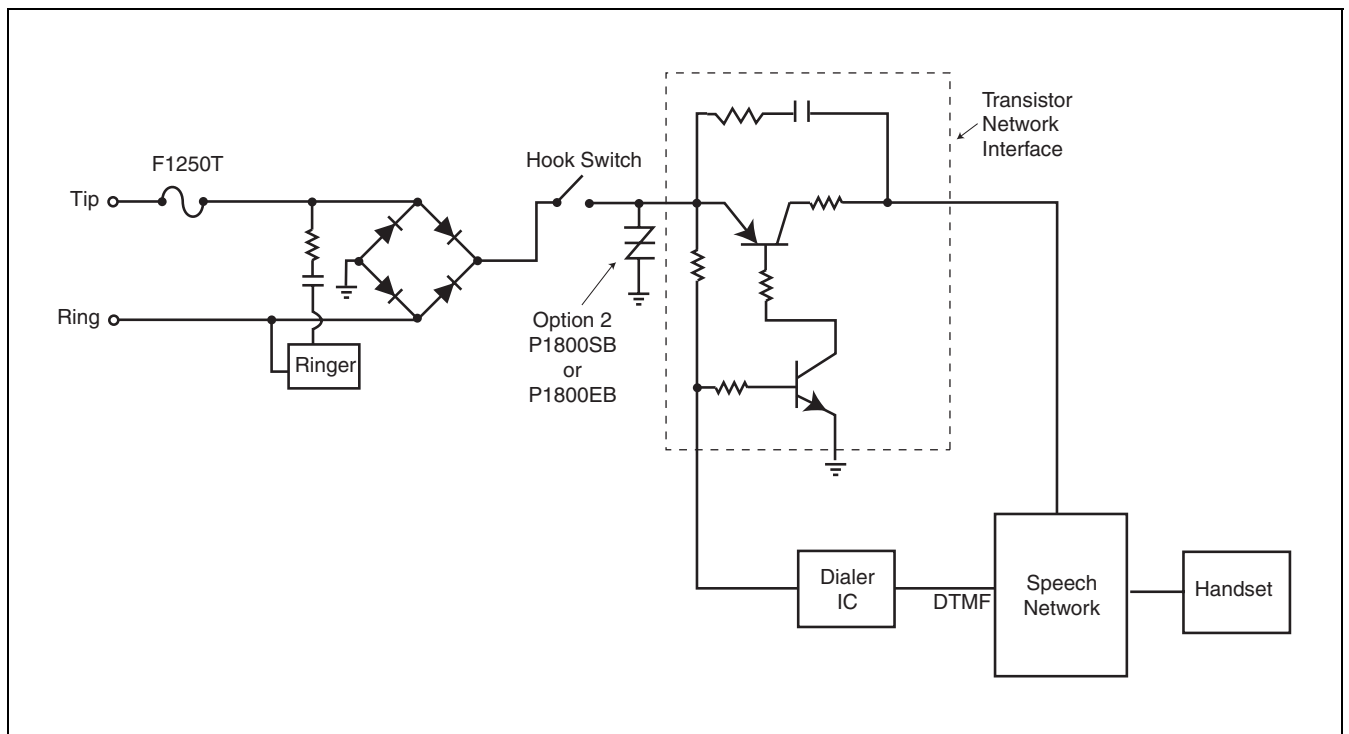 Transistor
Network
Interface
F1250T
Hook Switch
Tip
Ring
Ringer
Option 2
P1800SB
or
P1800EB
Dialer
IC
DTMF
Speech
Network
Handset